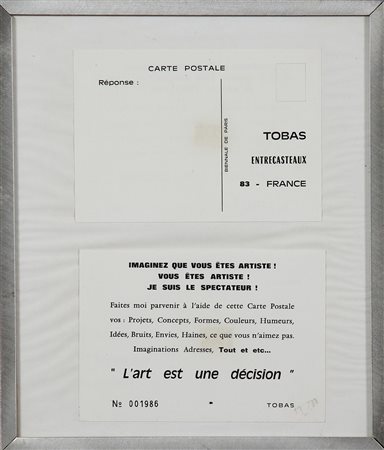 CARTE POSTALE
Réponse :
BIENNALE DE PARIS
TOBAS
ENTRECASTEAUX
83 - FRANCE
IMAGINEZ QUE VOUS ÊTES ARTISTE !
VOUS ÊTES ARTISTE !
JE SUIS LE SPECTATEUR !
Faites moi parvenir à l'aide de cette Carte Postale
vos : Projets, Concepts, Formes, Couleurs, Humeurs,
Idées, Bruits, Envies, Haines, ce que vous n'aimez pas.
Imaginations Adresses, Tout et etc...
" L'art est une décision "
No 001986 - TOBAS